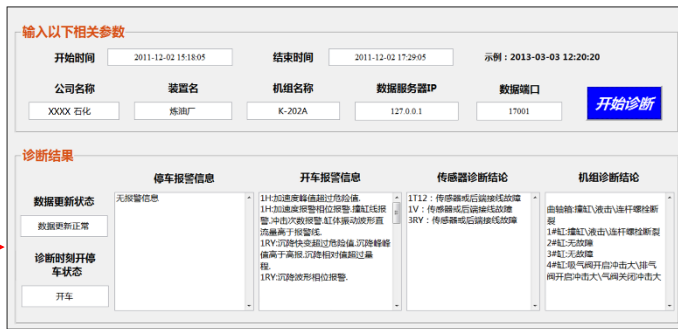 输入以下相关参数
开始时间 2011-12-02 15:18:05 结束时间 2011-12-02 17:29:05 示例：2013-03-03 12:20:20
公司名称 装置名 机组名称 数据服务器IP 数据端口
XXXX 石化 炼油厂 K-202A 127.0.0.1 17001 开始诊断
诊断结果
停车报警信息 开车报警信息 传感器诊断结论 机组诊断结论
数据更新状态
数据更新正常
诊断时刻开停
车状态
开车
无报警信息
1H:加速度峰值超过危险值.
1H:加速度报警相位报警.撞缸线报
警.冲击次数报警.缸体振动波形直
流量高于报警线.
1RY:沉降快变超过危险值.沉降峰峰
值高于高报.沉降相对值超过量
程.
1RY:沉降波形相位报警.
1T12：传感器或后端接线故障
1V：传感器或后端接线故障
3RY：传感器或后端接线故障
曲轴箱:撞缸\液击\连杆螺栓断
裂
1#缸:撞缸\液击\连杆螺栓断裂
2#缸:无故障
3#缸:无故障
4#缸:吸气阀开启冲击大\排气
阀开启冲击大\气阀关闭冲击大